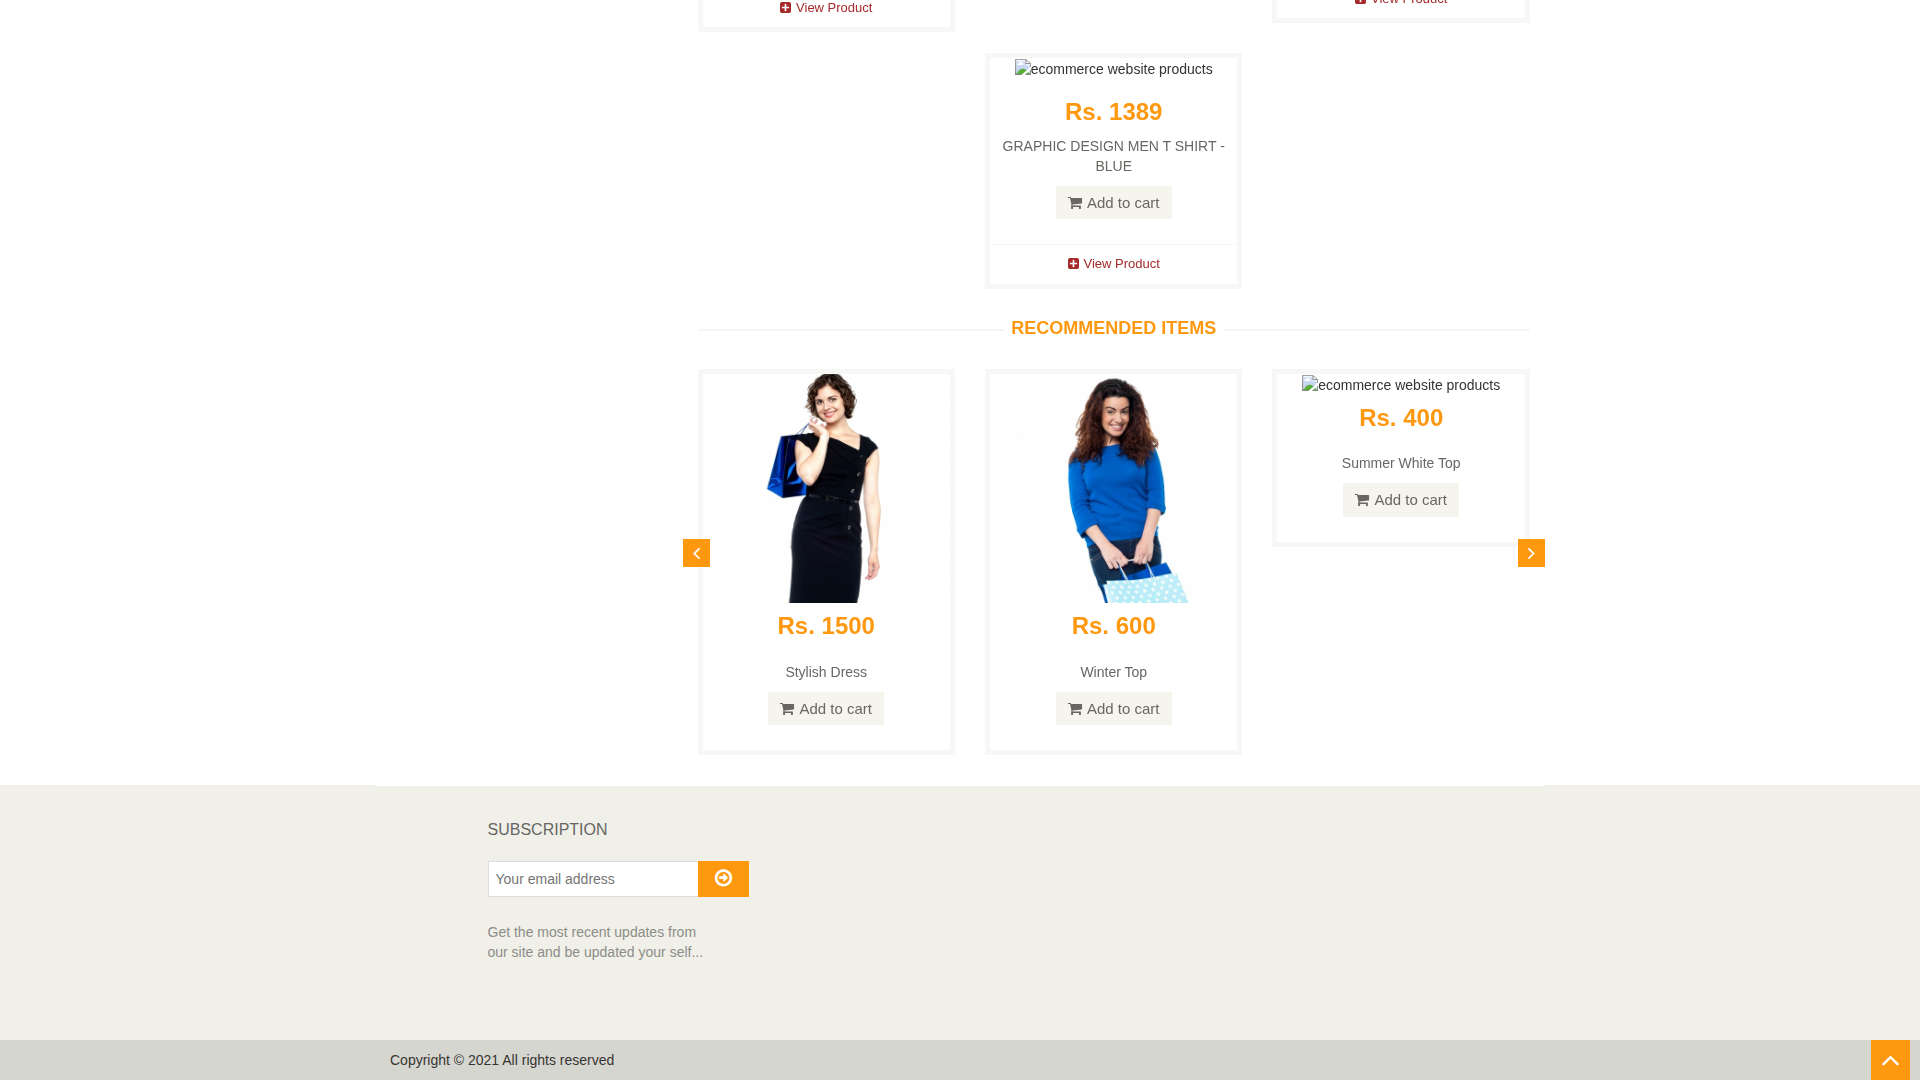 View Product
View Product
ecommerce website products
Rs. 1389
GRAPHIC DESIGN MEN T SHIRT -
BLUE
Add to cart
View Product
RECOMMENDED ITEMS
ecommerce website products
Rs. 400
Summer White Top
Add to cart
Rs. 1500
Stylish Dress
Add to cart
Rs. 600
Winter Top
Add to cart
SUBSCRIPTION
Your email address
Get the most recent updates from
our site and be updated your self...
Copyright © 2021 All rights reserved